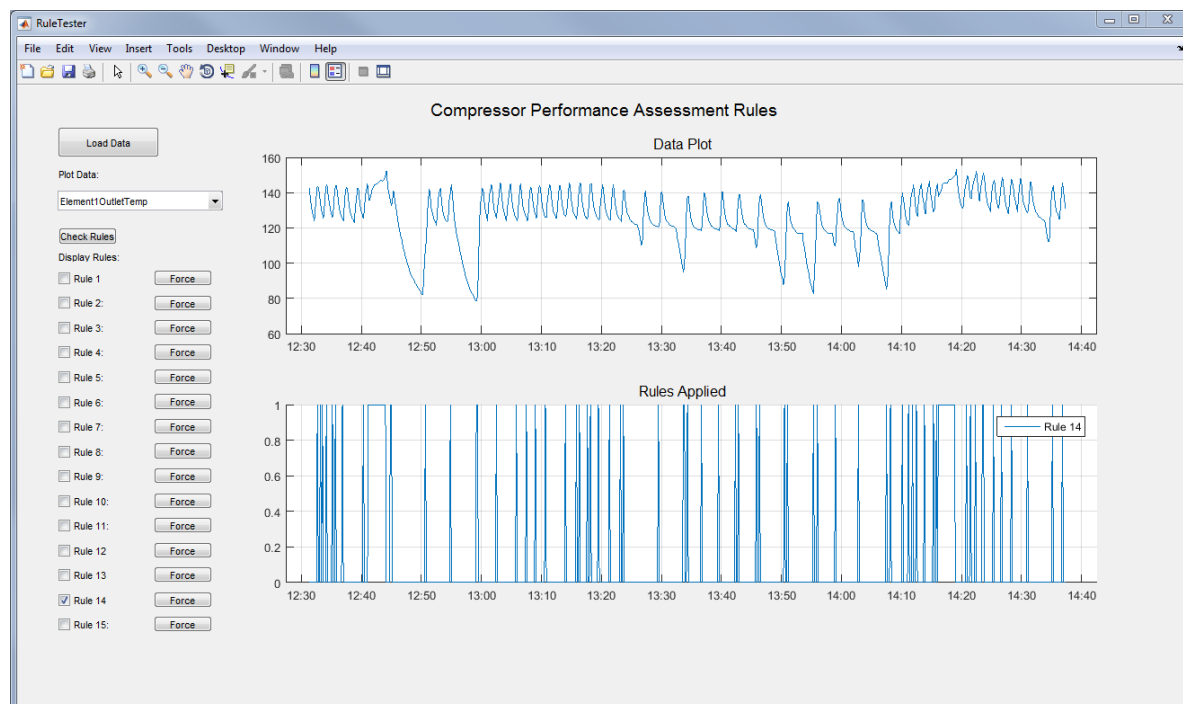 RuleTester
File Edit View Insert Tools Desktop Window Help
Compressor Performance Assessment Rules
Load Data
Plot Data:
Element1OutletTemp
Check Rules
Display Rules:
Rule 1 Force
Rule 2: Force
Rule 3: Force
Rule 4: Force
Rule 5: Force
Rule 6: Force
Rule 7: Force
Rule 8: Force
Rule 9: Force
Rule 10: Force
Rule 11: Force
Rule 12 Force
Rule 13 Force
Rule 14 Force
Rule 15: Force
Data Plot
160
140
120
100
80
60
12:30 12:40 12:50 13:00 13:10 13:20 13:30 13:40 13:50 14:00 14:10 14:20 14:30 14:40
Rules Applied
1
0.8
0.6
0.4
0.2
0
12:30 12:40 12:50 13:00 13:10 13:20 13:30 13:40 13:50 14:00 14:10 14:20 14:30 14:40
Rule 14